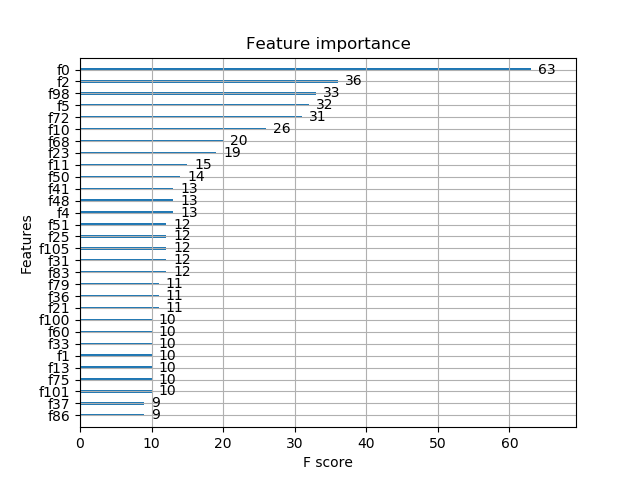 Feature importance
f0 63
f2 36
f98 33
f5 32
f72 31
f10 26
f68 20
f23 19
f11 15
f50 14
f41 13
f48 13
f4 13
f51 12
f25 12
f105 12
f31 12
f83 12
f79 11
f36 11
f21 11
f100 10
f60 10
f33 10
f1 10
f13 10
f75 10
f101 10
f37 9
f86 9
Features
0 10 20 30 40 50 60
F score